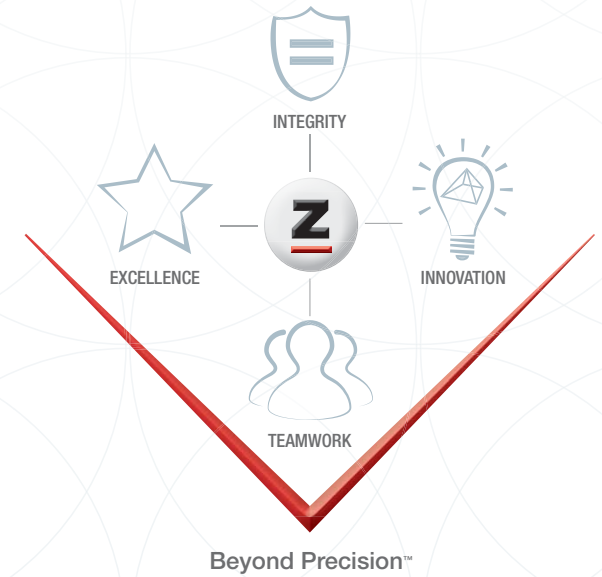 INTEGRITY
Z
EXCELLENCE
INNOVATION
TEAMWORK
Beyond Precision™